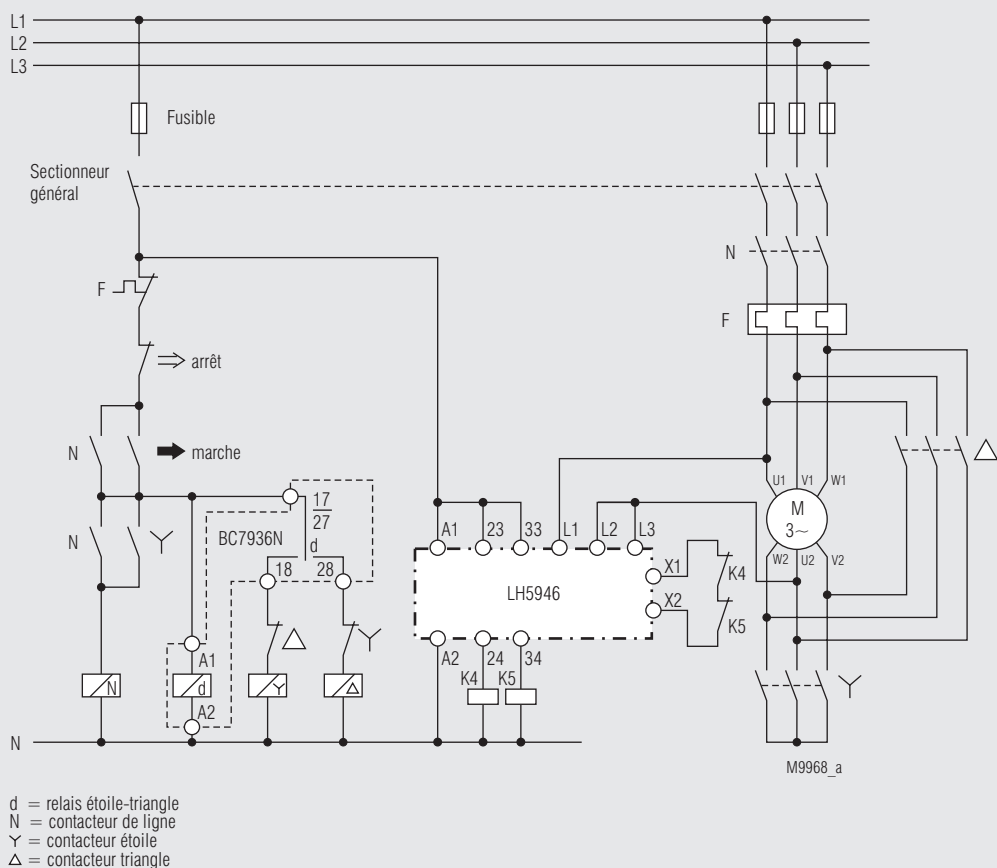 L1
L2
L3
Fusible
Sectionneur
général
N
F
F
arrêt
N
marche
U1 V1 W1
M
3~
W2 U2 V2
17
27
BC7936N
d
18 28
N
A1 23 33 L1 L2 L3
X1
K4
LH5946
X2
K5
A1
A2 24 34
K4 K5
N
d
A2
N
M9968_a
d = relais étoile-triangle
N = contacteur de ligne
Y = contacteur étoile
△ = contacteur triangle